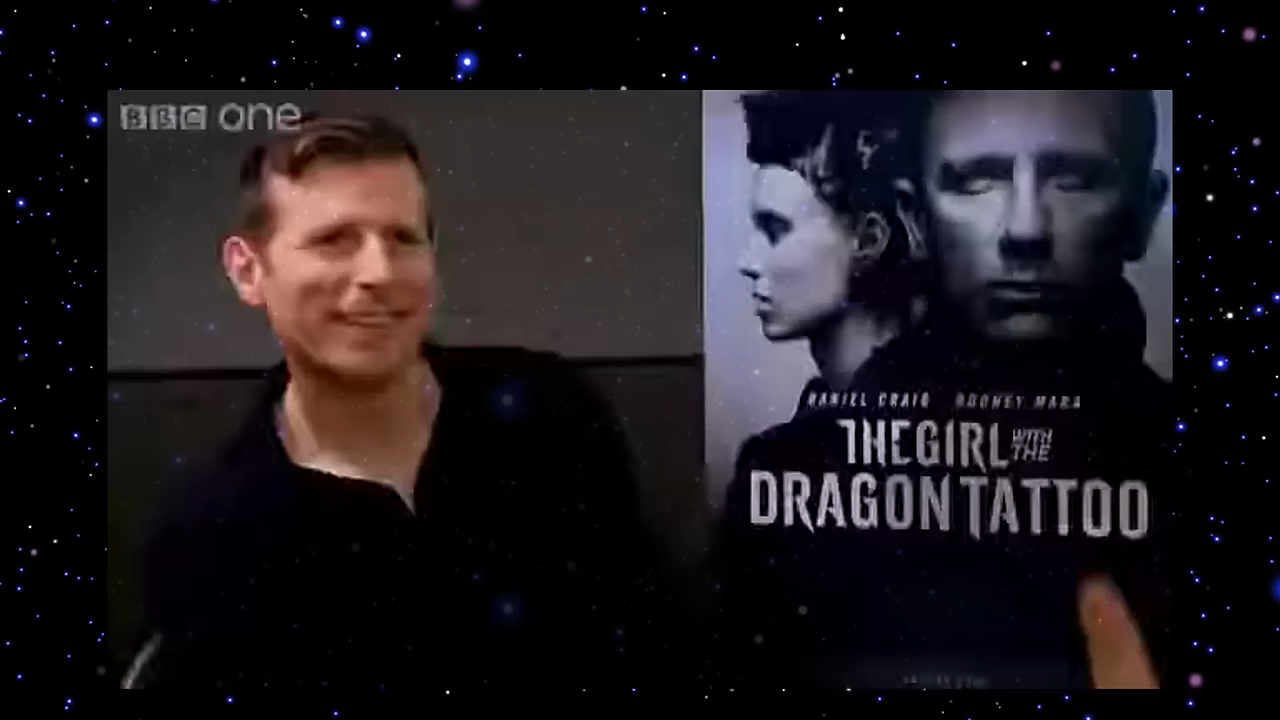 BBC one
DANIEL CRAIG ROONEY MARA
THE GIRL WITH THE
DRAGON TATTOO